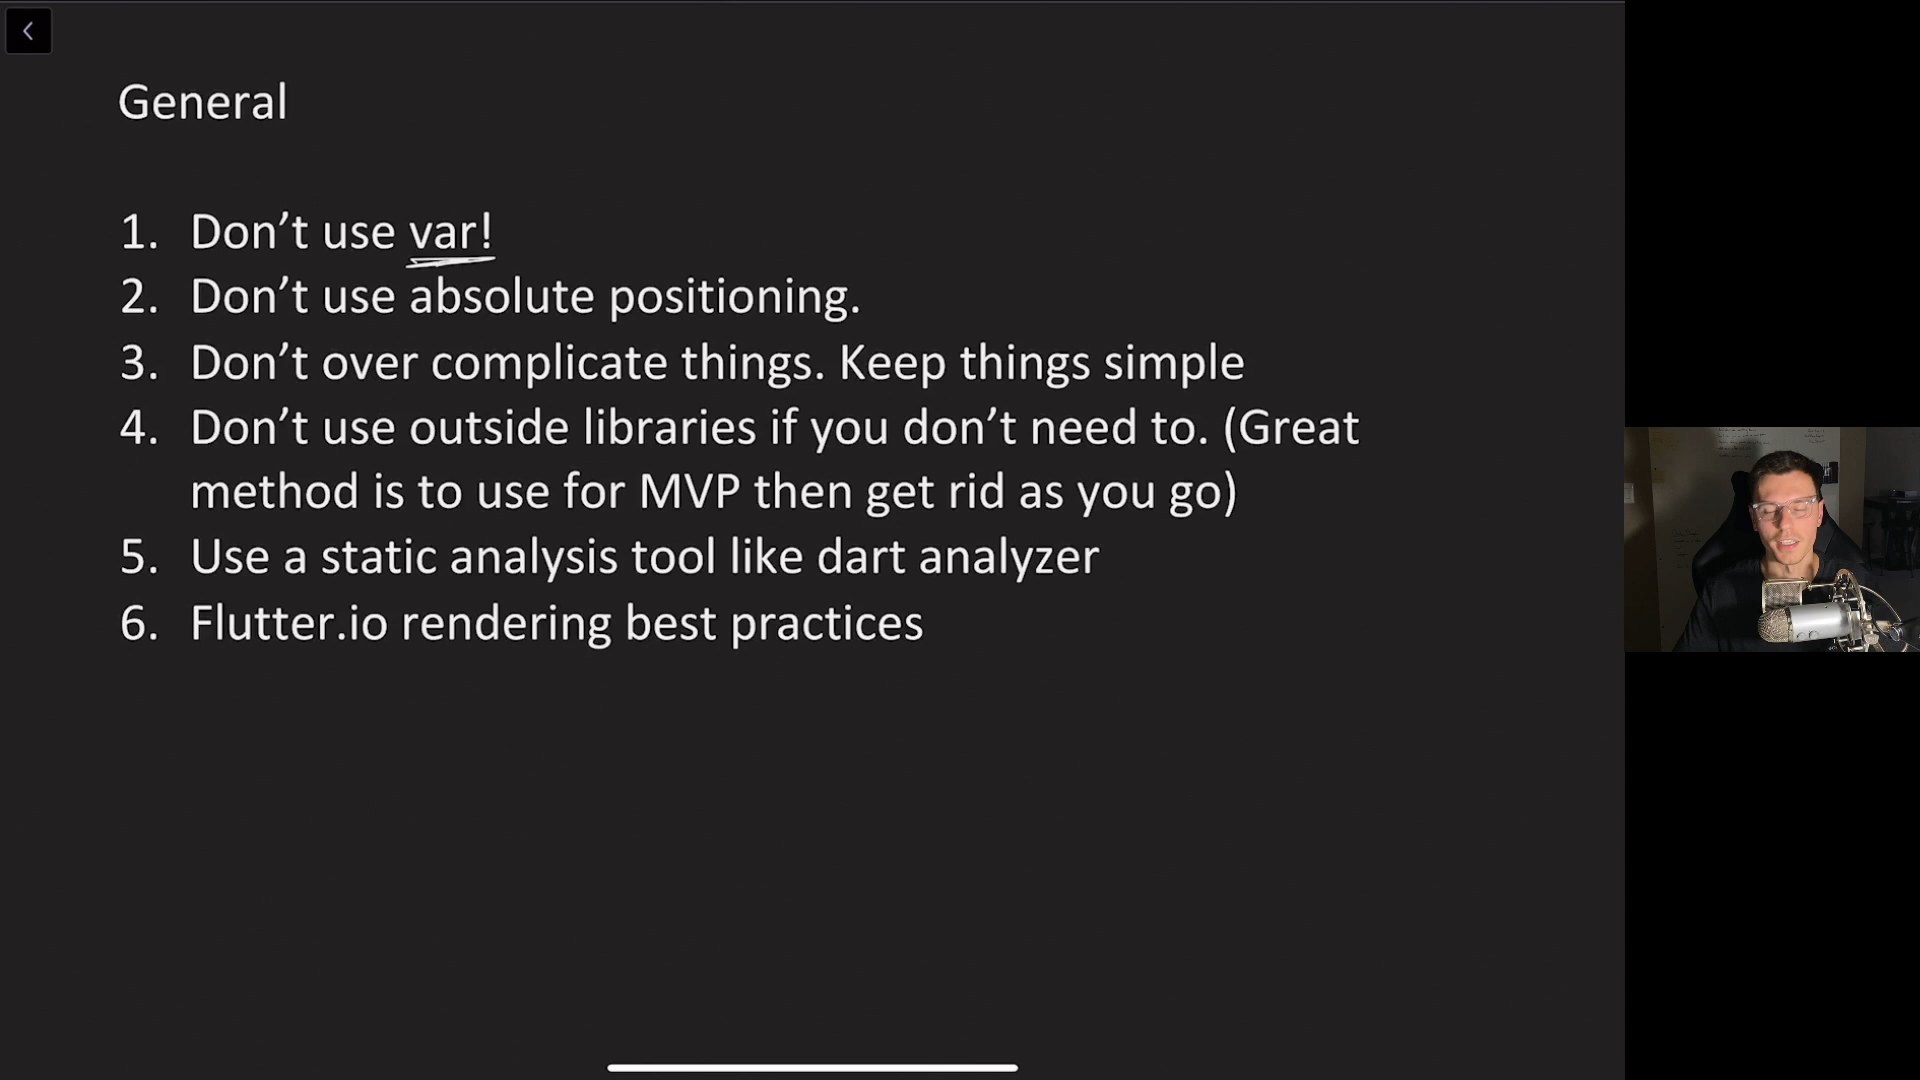 General
1. Don’t use var!
2. Don’t use absolute positioning.
3. Don’t over complicate things. Keep things simple
4. Don’t use outside libraries if you don’t need to. (Great
method is to use for MVP then get rid as you go)
5. Use a static analysis tool like dart analyzer
6. Flutter.io rendering best practices